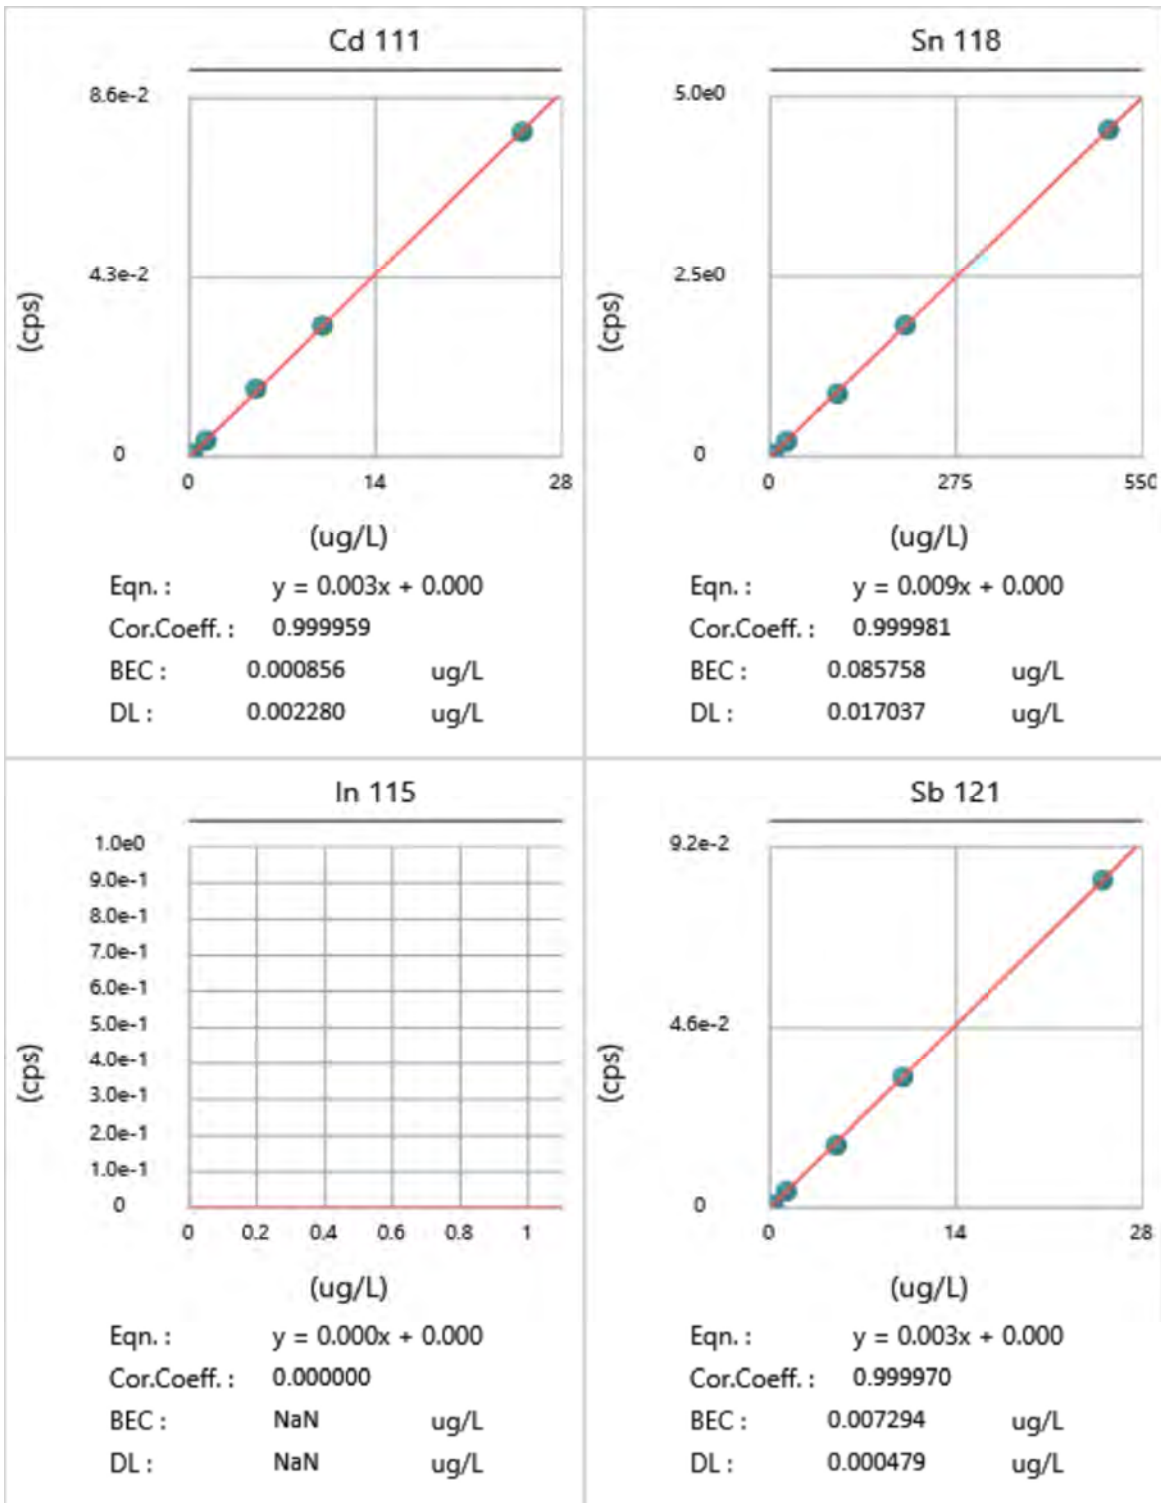 Cd 111
8.6e-2
4.3e-2
0
(cps)
0 14 28
(ug/L)
Eqn. : y = 0.003x + 0.000
Cor.Coeff. : 0.999959
BEC : 0.000856 ug/L
DL : 0.002280 ug/L
Sn 118
5.0e0
2.5e0
0
(cps)
0 275 550
(ug/L)
Eqn. : y = 0.009x + 0.000
Cor.Coeff. : 0.999981
BEC : 0.085758 ug/L
DL : 0.017037 ug/L
In 115
1.0e0
9.0e-1
8.0e-1
7.0e-1
6.0e-1
5.0e-1
4.0e-1
3.0e-1
2.0e-1
1.0e-1
0
(cps)
0 0.2 0.4 0.6 0.8 1
(ug/L)
Eqn. : y = 0.000x + 0.000
Cor.Coeff. : 0.000000
BEC : NaN ug/L
DL : NaN ug/L
Sb 121
9.2e-2
4.6e-2
0
(cps)
0 14 28
(ug/L)
Eqn. : y = 0.003x + 0.000
Cor.Coeff. : 0.999970
BEC : 0.007294 ug/L
DL : 0.000479 ug/L